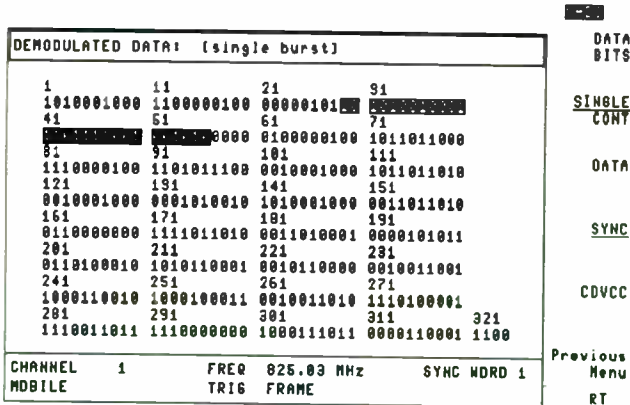 DEMODULATED DATA: [single burst]
1 11 21 31
1010001000 1100000100 00000101
41 51 61 71
0000 0100000100 1011011000
81 91 101 111
1110000100 1101011100 0010001000 1011011010
121 131 141 151
0010001000 0001010010 1010001000 0011011010
161 171 181 191
0110000000 1111011010 0011010001 0000101011
201 211 221 231
0110100010 1010110001 0010110000 0010011001
241 251 261 271
1000110010 1000100011 0010011010 1110100001
281 291 301 311 321
1110011011 1110000000 1000111011 0000110001 1100
CHANNEL 1 FREQ 825.03 MHz SYNC WORD 1
MOBILE TRIG FRAME
DATA
BITS
SINGLE
CONT
DATA
SYNC
CDVCC
Previous
Menu
RT